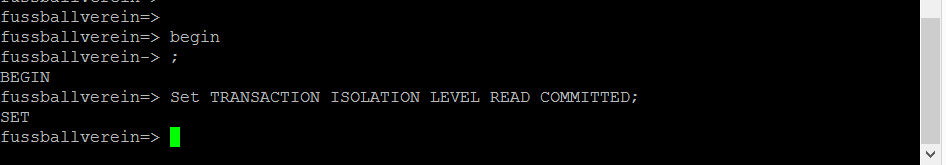 fussballverein=>
fussballverein=> begin
fussballverein-> ;
BEGIN
fussballverein=> Set TRANSACTION ISOLATION LEVEL READ COMMITTED;
SET
fussballverein=>